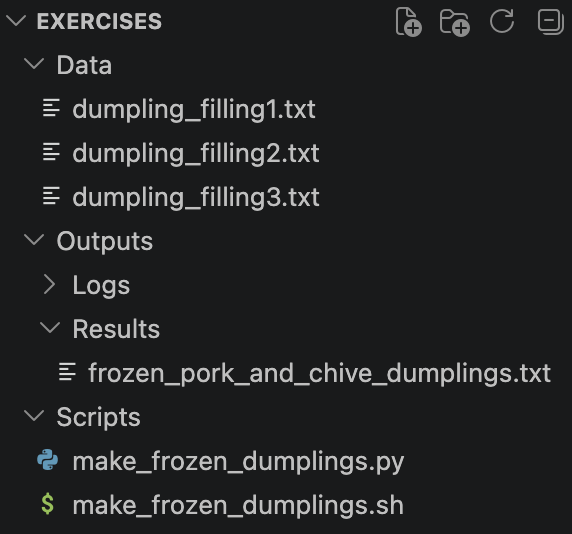 EXERCISES
Data
dumpling_filling1.txt
dumpling_filling2.txt
dumpling_filling3.txt
Outputs
Logs
Results
frozen_pork_and_chive_dumplings.txt
Scripts
make_frozen_dumplings.py
$ make_frozen_dumplings.sh